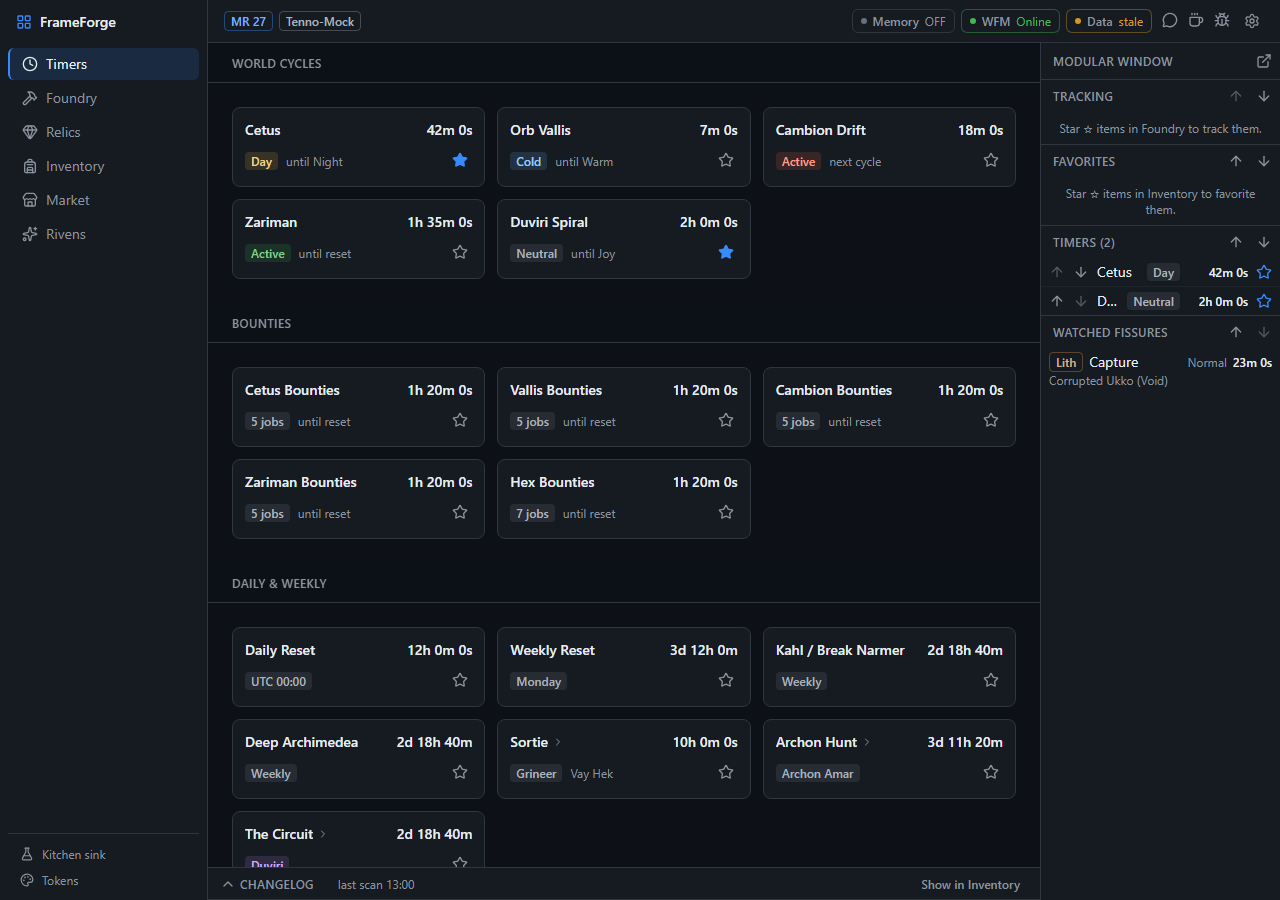 FrameForge
Timers
Foundry
Relics
Inventory
Market
Rivens
Kitchen sink
Tokens
MR 27 Tenno-Mock
Memory OFF WFM Online Data stale
WORLD CYCLES
Cetus 42m 0s
Day until Night
Orb Vallis 7m 0s
Cold until Warm
Cambion Drift 18m 0s
Active next cycle
Zariman 1h 35m 0s
Active until reset
Duviri Spiral 2h 0m 0s
Neutral until Joy
BOUNTIES
Cetus Bounties 1h 20m 0s
5 jobs until reset
Vallis Bounties 1h 20m 0s
5 jobs until reset
Cambion Bounties 1h 20m 0s
5 jobs until reset
Zariman Bounties 1h 20m 0s
5 jobs until reset
Hex Bounties 1h 20m 0s
7 jobs until reset
DAILY & WEEKLY
Daily Reset 12h 0m 0s
UTC 00:00
Weekly Reset 3d 12h 0m
Monday
Kahl / Break Narmer 2d 18h 40m
Weekly
Deep Archimedea 2d 18h 40m
Weekly
Sortie 10h 0m 0s
Grineer Vay Hek
Archon Hunt 3d 11h 20m
Archon Amar
The Circuit 2d 18h 40m
Duviri
CHANGELOG last scan 13:00 Show in Inventory
MODULAR WINDOW
TRACKING
Star ☆ items in Foundry to track them.
FAVORITES
Star ☆ items in Inventory to favorite
them.
TIMERS (2)
Cetus Day 42m 0s
D... Neutral 2h 0m 0s
WATCHED FISSURES
Lith Capture Normal 23m 0s
Corrupted Ukko (Void)